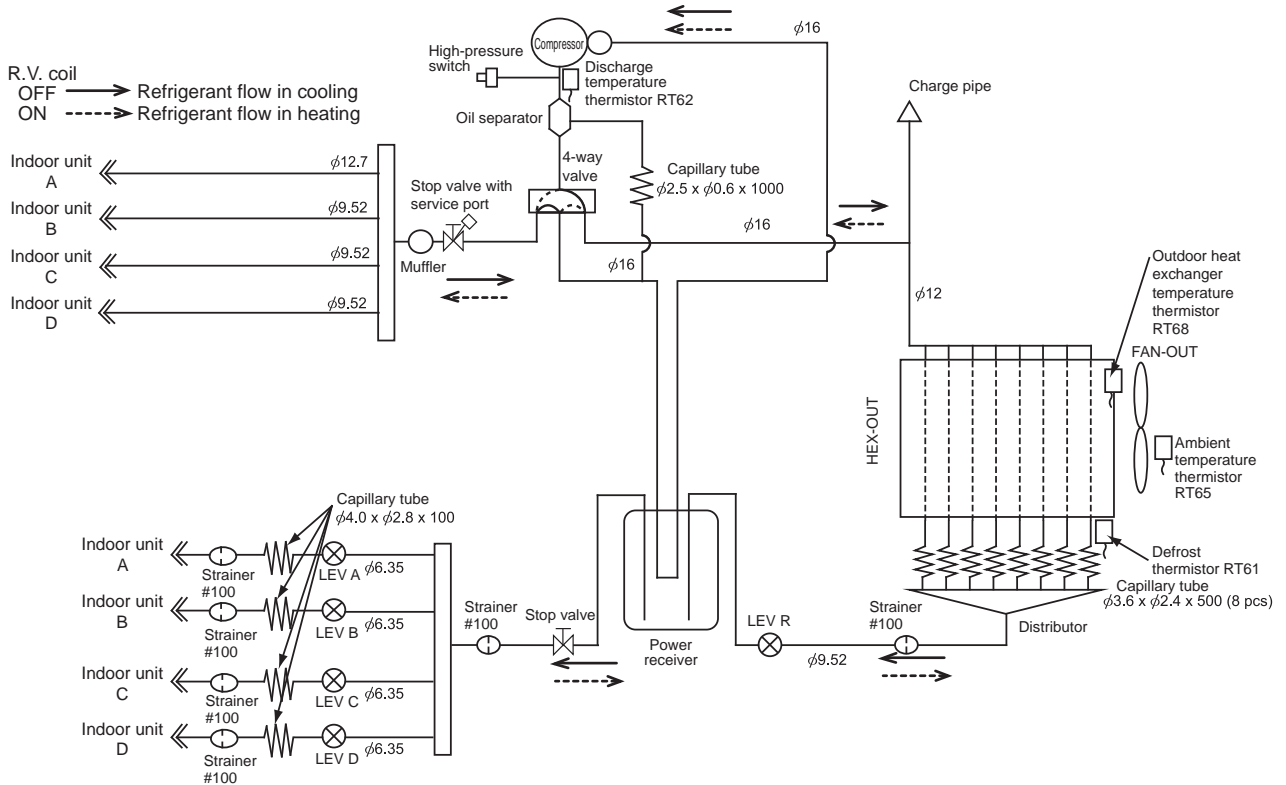 R.V. coil
OFF Refrigerant flow in cooling
ON Refrigerant flow in heating
Compressor
High-pressure
switch
Discharge
temperature
thermistor RT62
Oil separator
4-way
valve
Capillary tube
ϕ2.5 x ϕ0.6 x 1000
ϕ16
Charge pipe
Indoor unit
A
ϕ12.7
Indoor unit
B
ϕ9.52
Indoor unit
C
ϕ9.52
Indoor unit
D
ϕ9.52
Stop valve with
service port
Muffler
ϕ16
ϕ16
ϕ12
Outdoor heat
exchanger
temperature
thermistor
RT68
FAN-OUT
HEX-OUT
Ambient
temperature
thermistor
RT65
Defrost
thermistor RT61
Capillary tube
ϕ3.6 x ϕ2.4 x 500 (8 pcs)
Distributor
Capillary tube
ϕ4.0 x ϕ2.8 x 100
Indoor unit
A
Strainer
#100
LEV A
ϕ6.35
Indoor unit
B
Strainer
#100
LEV B
ϕ6.35
Indoor unit
C
Strainer
#100
LEV C
ϕ6.35
Indoor unit
D
Strainer
#100
LEV D
ϕ6.35
Strainer
#100
Stop valve
Power
receiver
LEV R
ϕ9.52
Strainer
#100